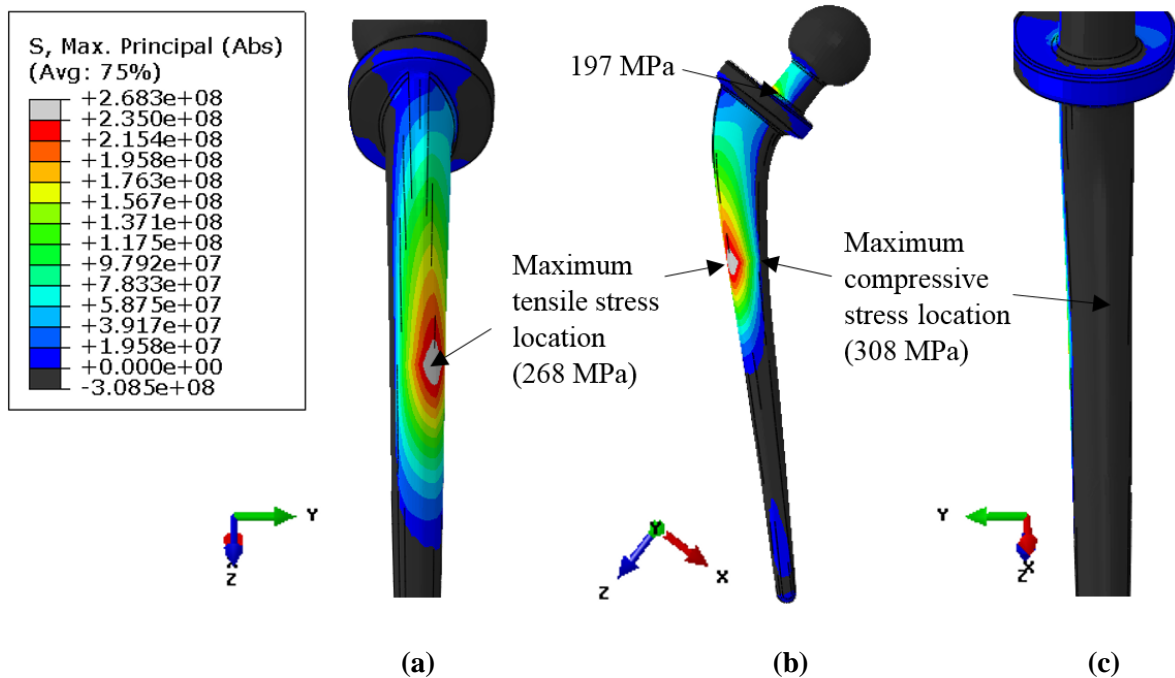 S, Max. Principal (Abs)
(Avg: 75%)
+2.683e+08
+2.350e+08
+2.154e+08
+1.958e+08
+1.763e+08
+1.567e+08
+1.371e+08
+1.175e+08
+9.792e+07
+7.833e+07
+5.875e+07
+3.917e+07
+1.958e+07
+0.000e+00
-3.085e+08
197 MPa
Maximum
tensile stress
location
(268 MPa)
Maximum
compressive
stress location
(308 MPa)
Y
X
Z
Y
Z
X
Y
X
Z
(a)
(b)
(c)